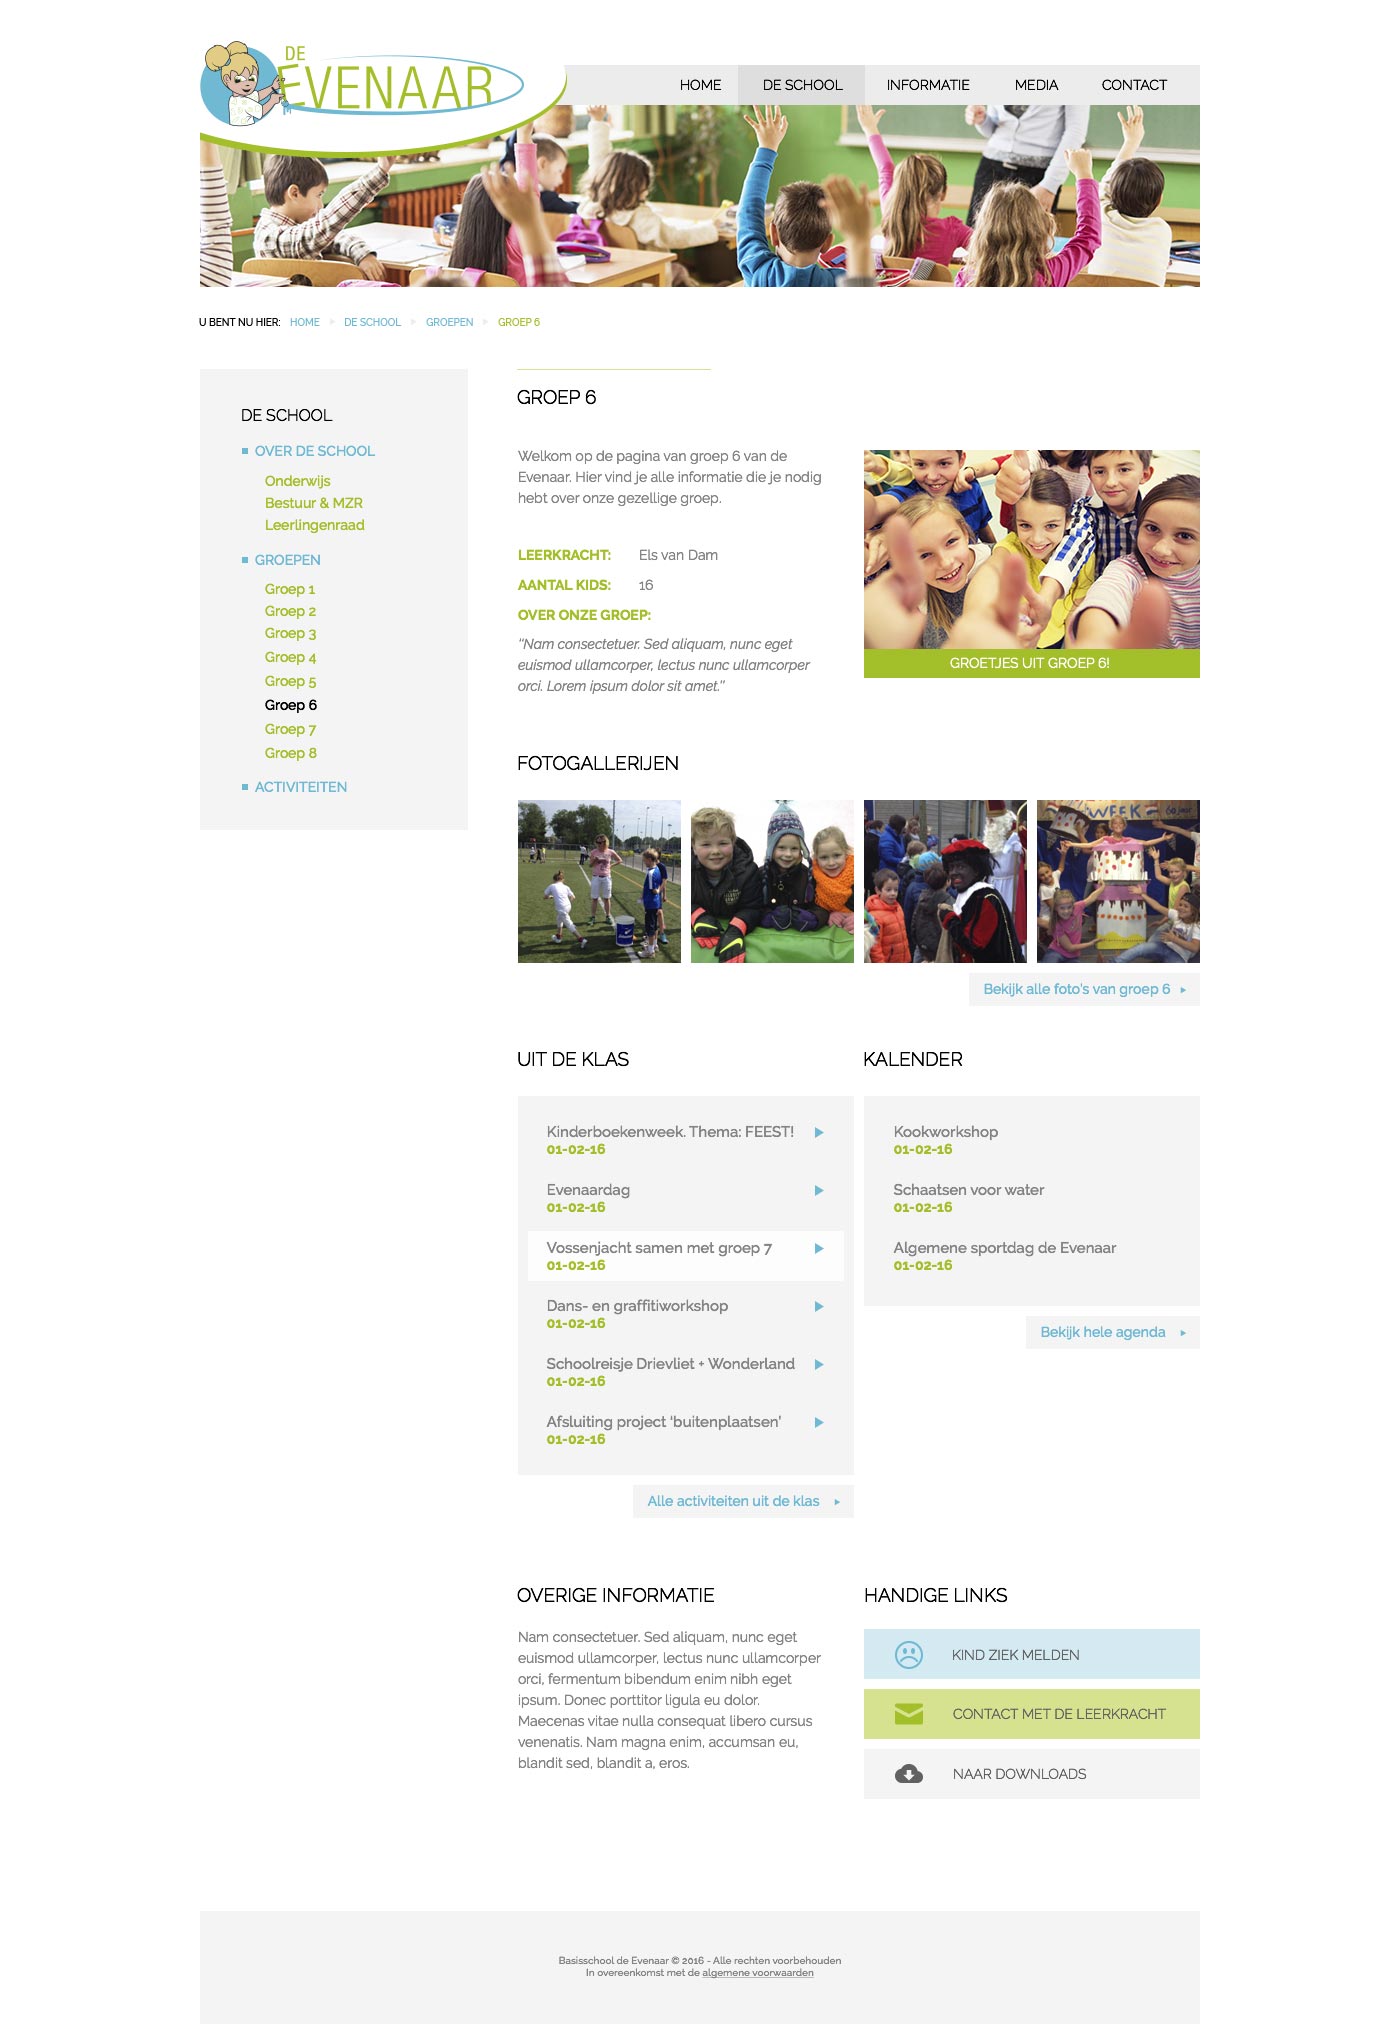 DE
EVENAAR
HOME
DE SCHOOL
INFORMATIE
MEDIA
CONTACT
U BENT NU HIER: HOME DE SCHOOL GROEPEN GROEP 6
DE SCHOOL
OVER DE SCHOOL
Onderwijs
Bestuur & MZR
Leerlingenraad
GROEPEN
Groep 1
Groep 2
Groep 3
Groep 4
Groep 5
Groep 6
Groep 7
Groep 8
ACTIVITEITEN
GROEP 6
Welkom op de pagina van groep 6 van de
Evenaar. Hier vind je alle informatie die je nodig
hebt over onze gezellige groep.
LEERKRACHT: Els van Dam
AANTAL KIDS: 16
OVER ONZE GROEP:
"Nam consectetuer. Sed aliquam, nunc eget
euismod ullamcorper, lectus nunc ullamcorper
orci. Lorem ipsum dolor sit amet."
GROETJES UIT GROEP 6!
FOTOGALLERIJEN
WEEK
60 jaar
Bekijk alle foto's van groep 6
UIT DE KLAS
Kinderboekenweek. Thema: FEEST!
01-02-16
Evenaardag
01-02-16
Vossenjacht samen met groep 7
01-02-16
Dans- en graffitiworkshop
01-02-16
Schoolreisje Drievliet + Wonderland
01-02-16
Afsluiting project 'buitenplaatsen'
01-02-16
Alle activiteiten uit de klas
KALENDER
Kookworkshop
01-02-16
Schaatsen voor water
01-02-16
Algemene sportdag de Evenaar
01-02-16
Bekijk hele agenda
OVERIGE INFORMATIE
Nam consectetuer. Sed aliquam, nunc eget
euismod ullamcorper, lectus nunc ullamcorper
orci, fermentum bibendum enim nibh eget
ipsum. Donec porttitor ligula eu dolor.
Maecenas vitae nulla consequat libero cursus
venenatis. Nam magna enim, accumsan eu,
blandit sed, blandit a, eros.
HANDIGE LINKS
KIND ZIEK MELDEN
CONTACT MET DE LEERKRACHT
NAAR DOWNLOADS
Basisschool de Evenaar © 2016 - Alle rechten voorbehouden
In overeenkomst met de algemene voorwaarden